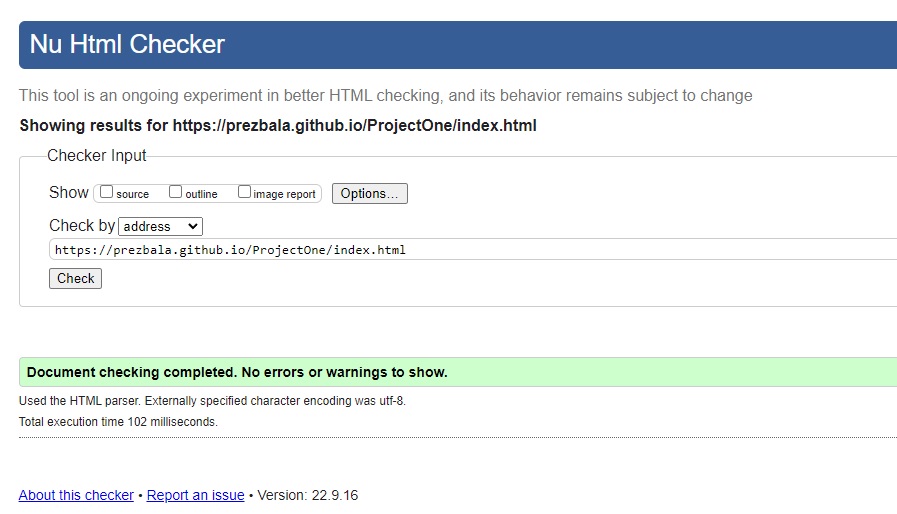 Nu Html Checker
This tool is an ongoing experiment in better HTML checking, and its behavior remains subject to change
Showing results for https://prezbala.github.io/ProjectOne/index.html
Checker Input
Show source outline image report Options...
Check by address
https://prezbala.github.io/ProjectOne/index.html
Check
Document checking completed. No errors or warnings to show.
Used the HTML parser. Externally specified character encoding was utf-8.
Total execution time 102 milliseconds.
About this checker • Report an issue • Version: 22.9.16